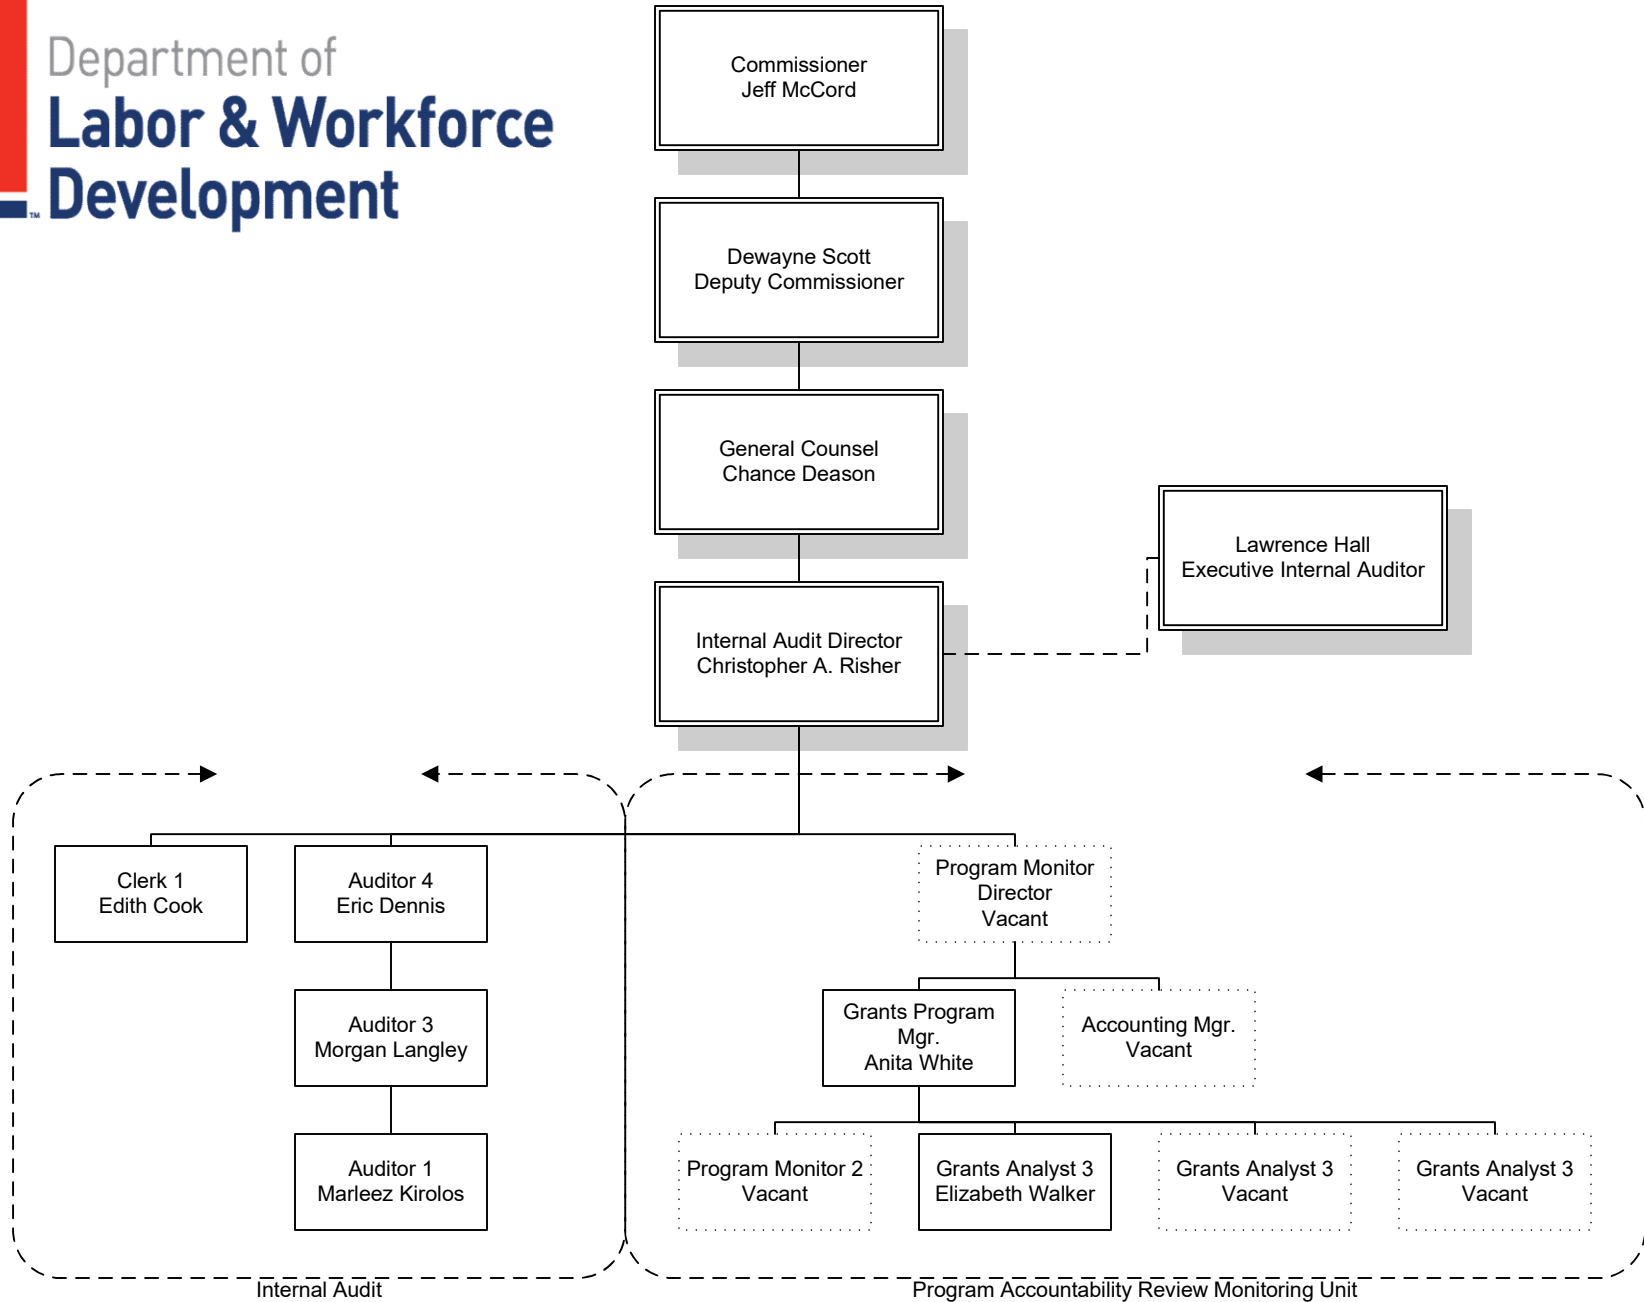 Department of
Labor & Workforce
Development
™
Commissioner
Jeff McCord
Dewayne Scott
Deputy Commissioner
General Counsel
Chance Deason
Lawrence Hall
Executive Internal Auditor
Internal Audit Director
Christopher A. Risher
Clerk 1
Edith Cook
Auditor 4
Eric Dennis
Program Monitor
Director
Vacant
Auditor 3
Morgan Langley
Grants Program
Mgr.
Anita White
Accounting Mgr.
Vacant
Auditor 1
Marleez Kirolos
Program Monitor 2
Vacant
Grants Analyst 3
Elizabeth Walker
Grants Analyst 3
Vacant
Grants Analyst 3
Vacant
Internal Audit
Program Accountability Review Monitoring Unit